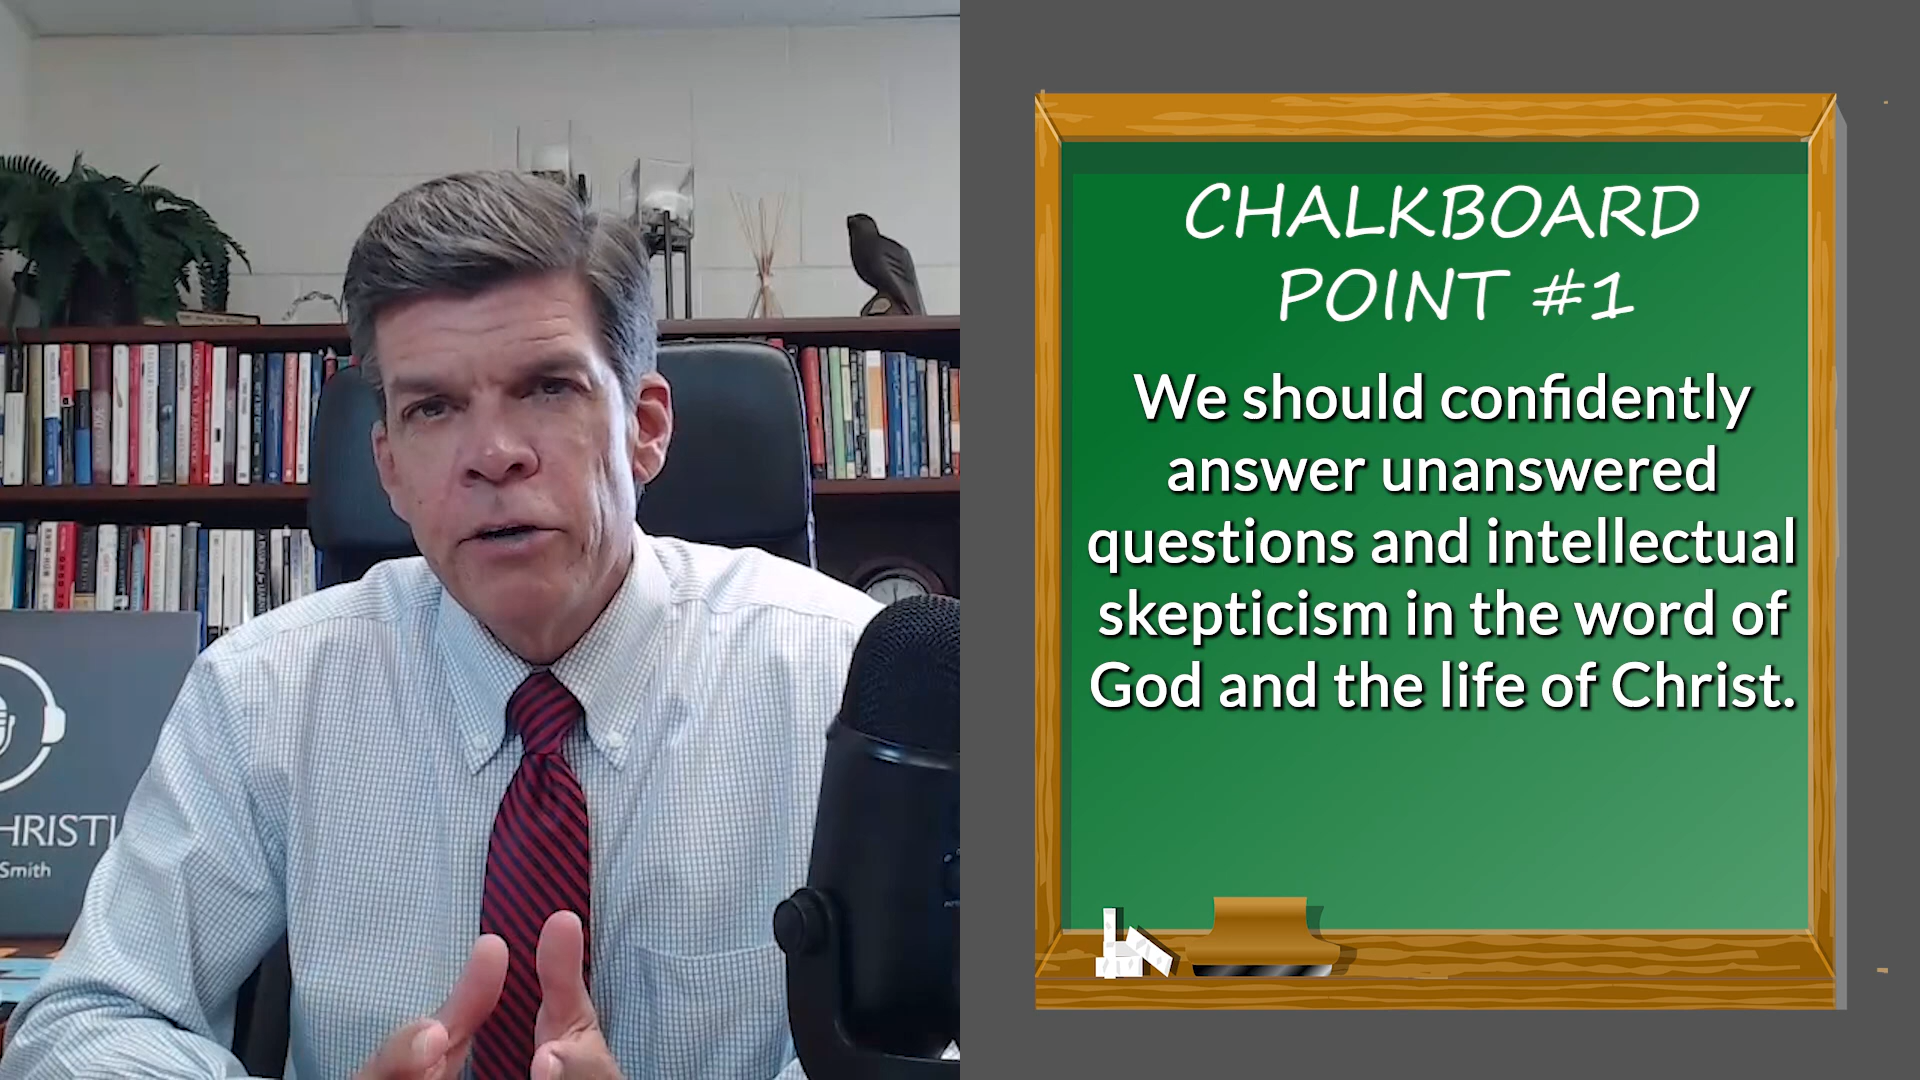 HRISTI
Smith
CHALKBOARD
POINT #1
We should confidently
answer unanswered
questions and intellectual
skepticism in the word of
God and the life of Christ.